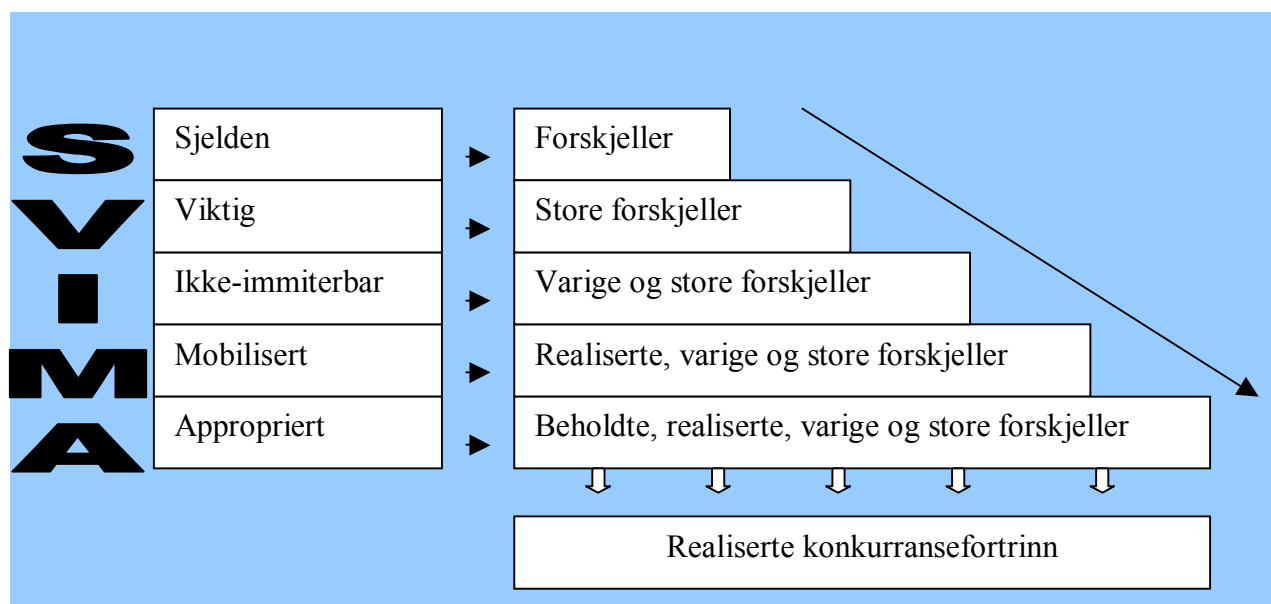 S
Sjelden
Forskjeller
V
Viktig
Store forskjeller
I
Ikke-immiterbar
Varige og store forskjeller
M
Mobilisert
Realiserte, varige og store forskjeller
A
Appropriert
Beholdte, realiserte, varige og store forskjeller
Realiserte konkurransefortrinn